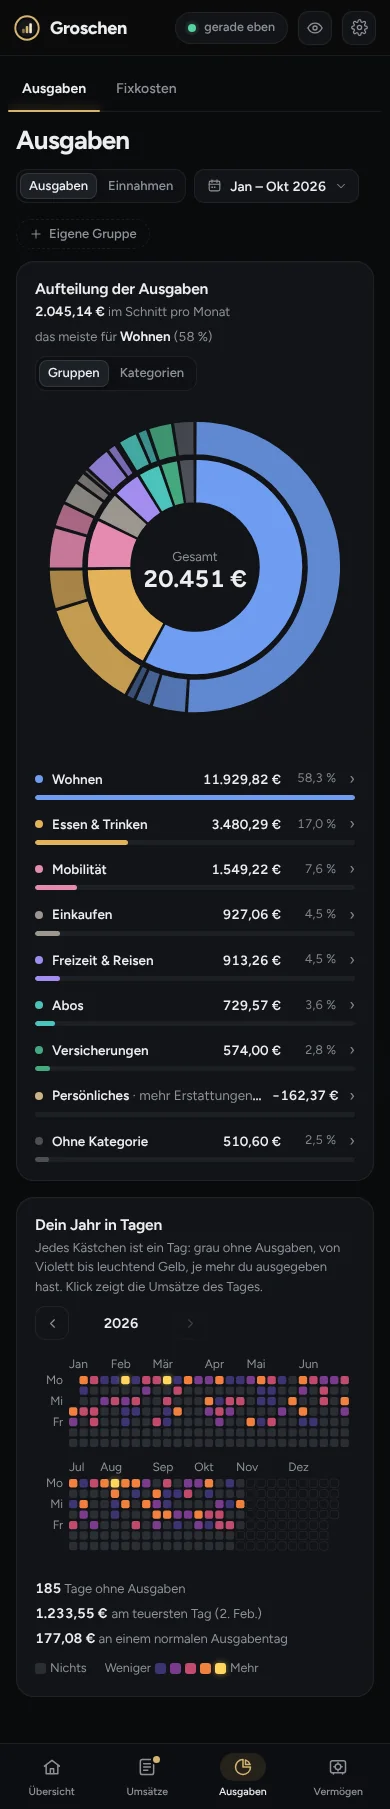 Groschen
gerade eben
Ausgaben
Fixkosten
Ausgaben
Ausgaben
Einnahmen
Jan – Okt 2026
+ Eigene Gruppe
Aufteilung der Ausgaben
2.045,14 € im Schnitt pro Monat
das meiste für Wohnen (58 %)
Gruppen
Kategorien
Gesamt
20.451 €
Wohnen 11.929,82 € 58,3 % ›
Essen & Trinken 3.480,29 € 17,0 % ›
Mobilität 1.549,22 € 7,6 % ›
Einkaufen 927,06 € 4,5 % ›
Freizeit & Reisen 913,26 € 4,5 % ›
Abos 729,57 € 3,6 % ›
Versicherungen 574,00 € 2,8 % ›
Persönliches · mehr Erstattungen… −162,37 € ›
Ohne Kategorie 510,60 € 2,5 % ›
Dein Jahr in Tagen
Jedes Kästchen ist ein Tag: grau ohne Ausgaben, von
Violett bis leuchtend Gelb, je mehr du ausgegeben
hast. Klick zeigt die Umsätze des Tages.
2026
Jan Feb Mär Apr Mai Jun
Mo
Mi
Fr
Jul Aug Sep Okt Nov Dez
Mo
Mi
Fr
185 Tage ohne Ausgaben
1.233,55 € am teuersten Tag (2. Feb.)
177,08 € an einem normalen Ausgabentag
Nichts Weniger Mehr
Übersicht
Umsätze
Ausgaben
Vermögen